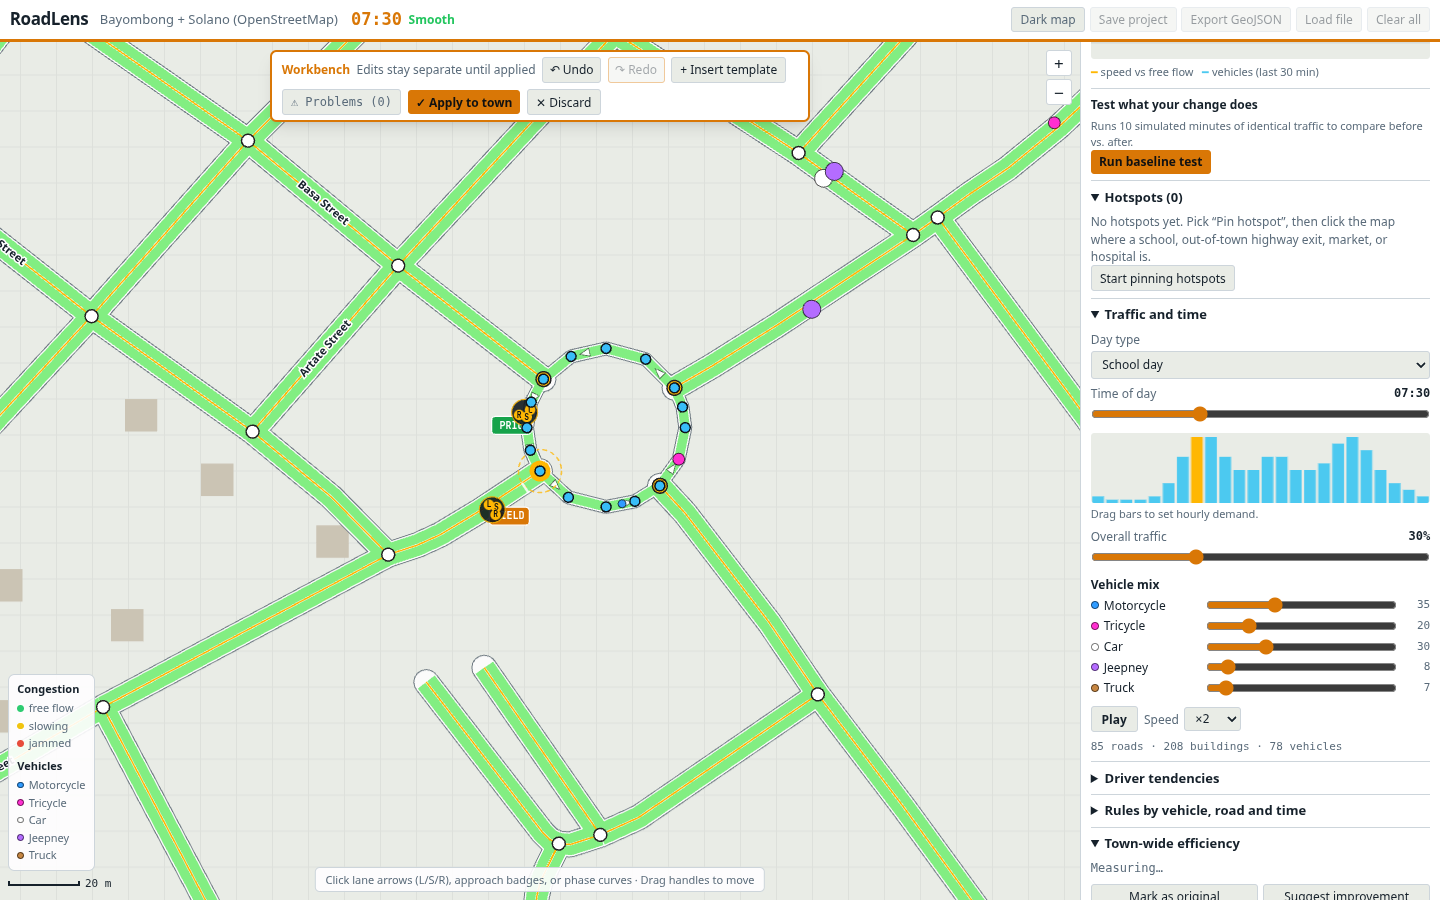 RoadLens
Bayombong + Solano (OpenStreetMap)
07:30 Smooth
Dark map
Save project
Export GeoJSON
Load file
Clear all
Workbench Edits stay separate until applied
↶ Undo
↷ Redo
+ Insert template
⚠ Problems (0)
✓ Apply to town
✕ Discard
+
−
Basa Street
Street
Artate Street
L
R S
L S
R
20 m
Congestion
free flow
slowing
jammed
Vehicles
Motorcycle
Tricycle
Car
Jeepney
Truck
Click lane arrows (L/S/R), approach badges, or phase curves · Drag handles to move
speed vs free flow
vehicles (last 30 min)
Test what your change does
Runs 10 simulated minutes of identical traffic to compare before
vs. after.
Run baseline test
▼ Hotspots (0)
No hotspots yet. Pick “Pin hotspot”, then click the map
where a school, out-of-town highway exit, market, or
hospital is.
Start pinning hotspots
▼ Traffic and time
Day type
School day
Time of day 07:30
Drag bars to set hourly demand.
Overall traffic 30%
Vehicle mix
Motorcycle 35
Tricycle 20
Car 30
Jeepney 8
Truck 7
Play
Speed
×2
85 roads · 208 buildings · 78 vehicles
▶ Driver tendencies
▶ Rules by vehicle, road and time
▼ Town-wide efficiency
Measuring…
Mark as original
Suggest improvement